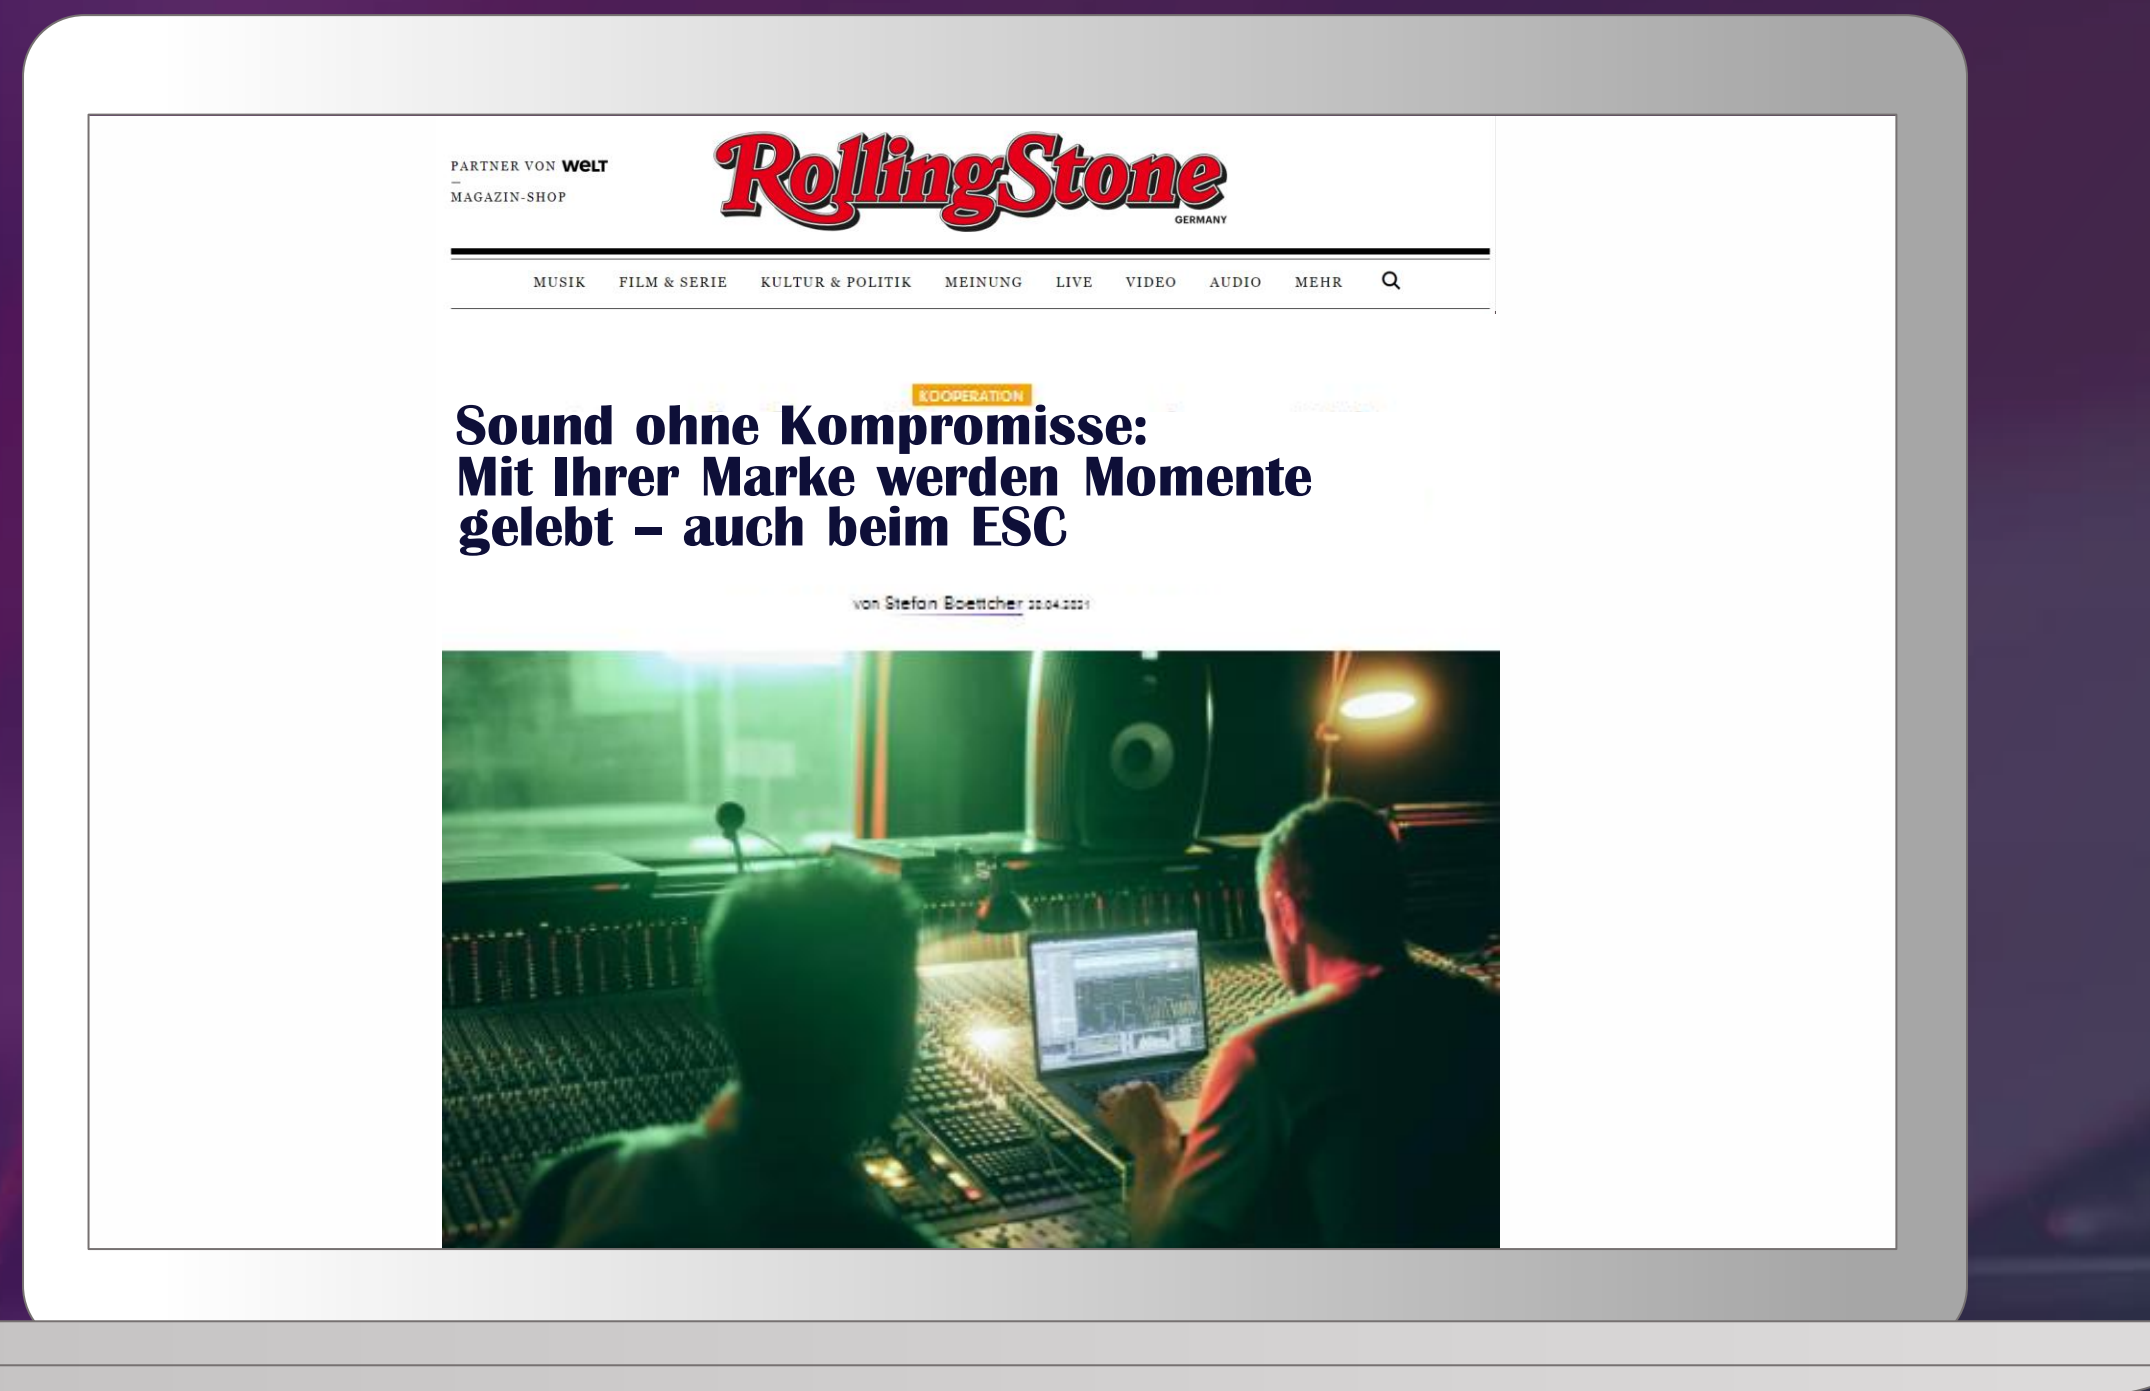 PARTNER VON WELT
MAGAZIN-SHOP
RollingStone
GERMANY
MUSIK FILM & SERIE KULTUR & POLITIK MEINUNG LIVE VIDEO AUDIO MEHR
KOOPERATION
Sound ohne Kompromisse:
Mit Ihrer Marke werden Momente
gelebt – auch beim ESC
von Stefan Boettcher